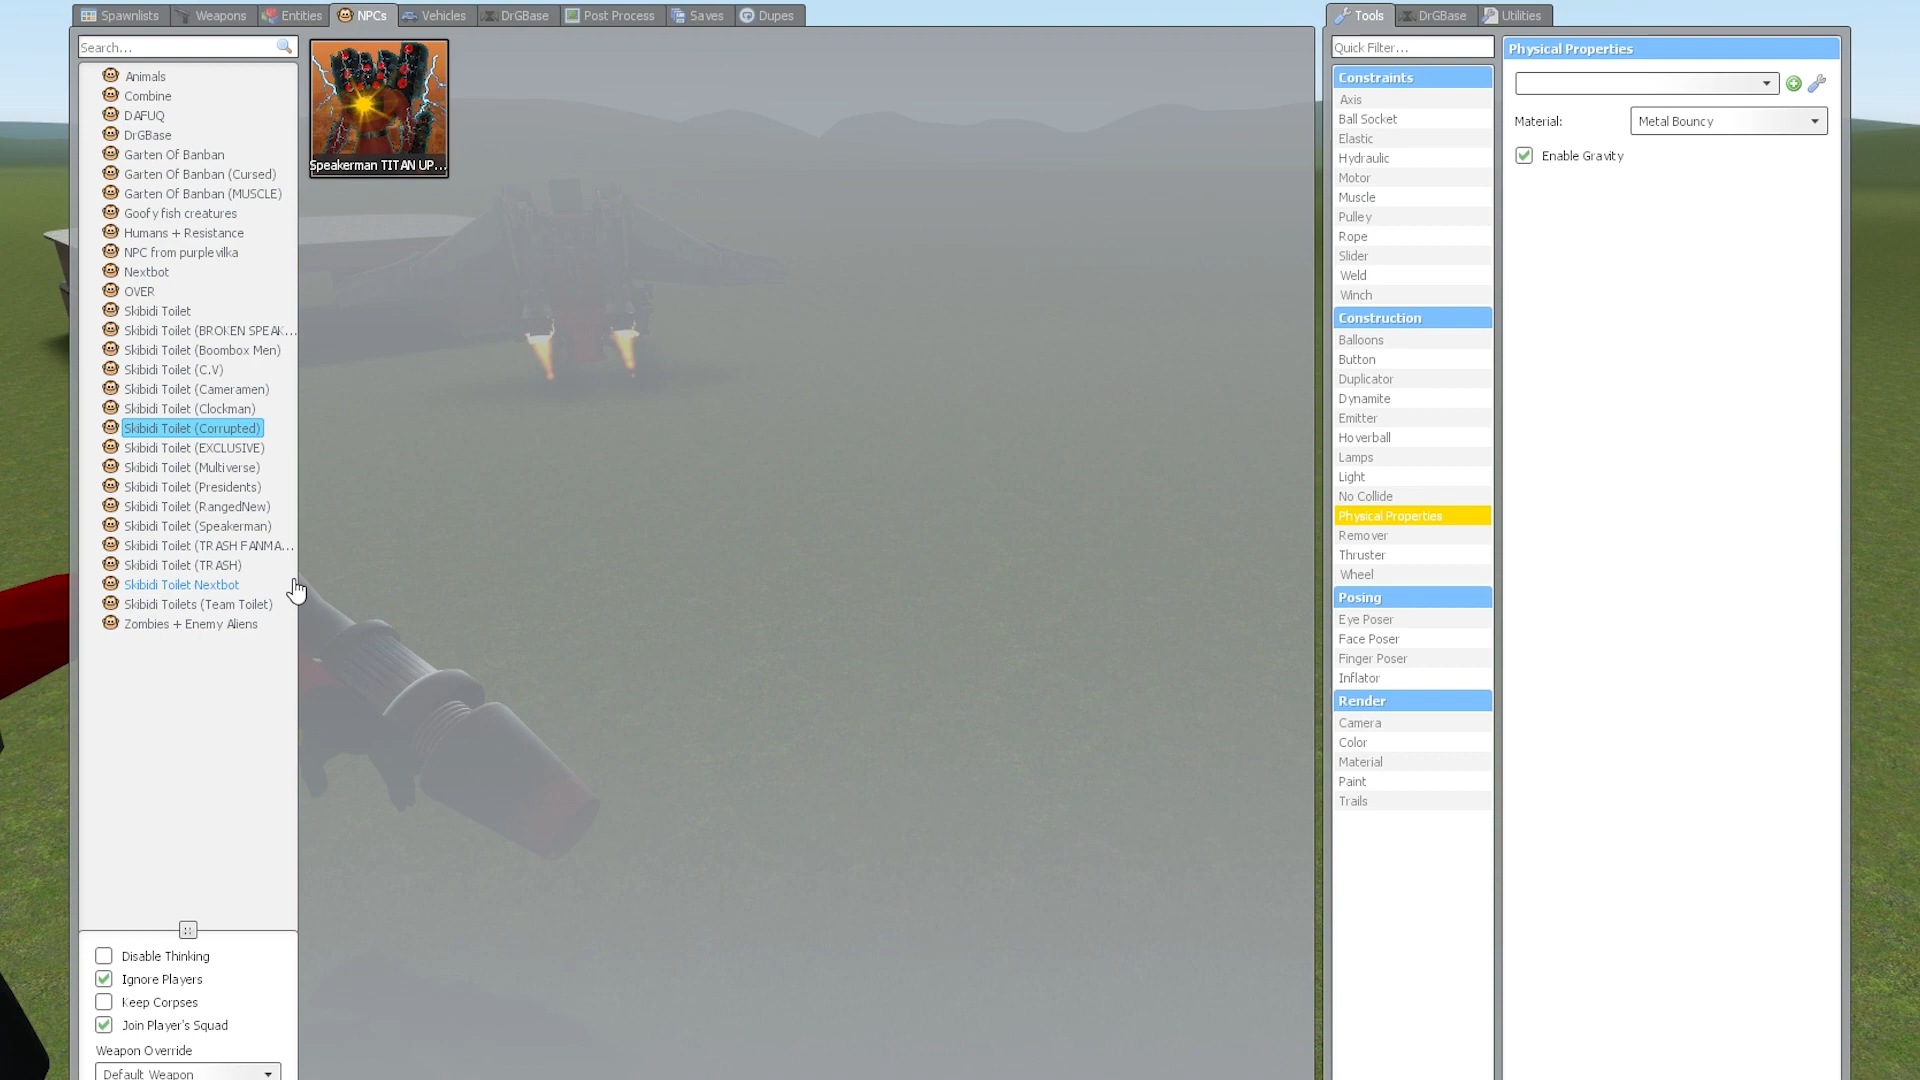 Spawnlists Weapons Entities NPCs Vehicles DrGBase Post Process Saves Dupes
Search...
Animals
Combine
DAFUQ
DrGBase
Garten Of Banban
Garten Of Banban (Cursed)
Garten Of Banban (MUSCLE)
Goofy fish creatures
Humans + Resistance
NPC from purplevilka
Nextbot
OVER
Skibidi Toilet
Skibidi Toilet (BROKEN SPEAK...
Skibidi Toilet (Boombox Men)
Skibidi Toilet (C.V)
Skibidi Toilet (Cameramen)
Skibidi Toilet (Clockman)
Skibidi Toilet (Corrupted)
Skibidi Toilet (EXCLUSIVE)
Skibidi Toilet (Multiverse)
Skibidi Toilet (Presidents)
Skibidi Toilet (RangedNew)
Skibidi Toilet (Speakerman)
Skibidi Toilet (TRASH FANMA...
Skibidi Toilet (TRASH)
Skibidi Toilet Nextbot
Skibidi Toilets (Team Toilet)
Zombies + Enemy Aliens
Disable Thinking
Ignore Players
Keep Corpses
Join Player's Squad
Weapon Override
Default Weapon
Speakerman TITAN UP...
Tools DrGBase Utilities
Quick Filter...
Constraints
Axis
Ball Socket
Elastic
Hydraulic
Motor
Muscle
Pulley
Rope
Slider
Weld
Winch
Construction
Balloons
Button
Duplicator
Dynamite
Emitter
Hoverball
Lamps
Light
No Collide
Physical Properties
Remover
Thruster
Wheel
Posing
Eye Poser
Face Poser
Finger Poser
Inflator
Render
Camera
Color
Material
Paint
Trails
Physical Properties
Material: Metal Bouncy
Enable Gravity